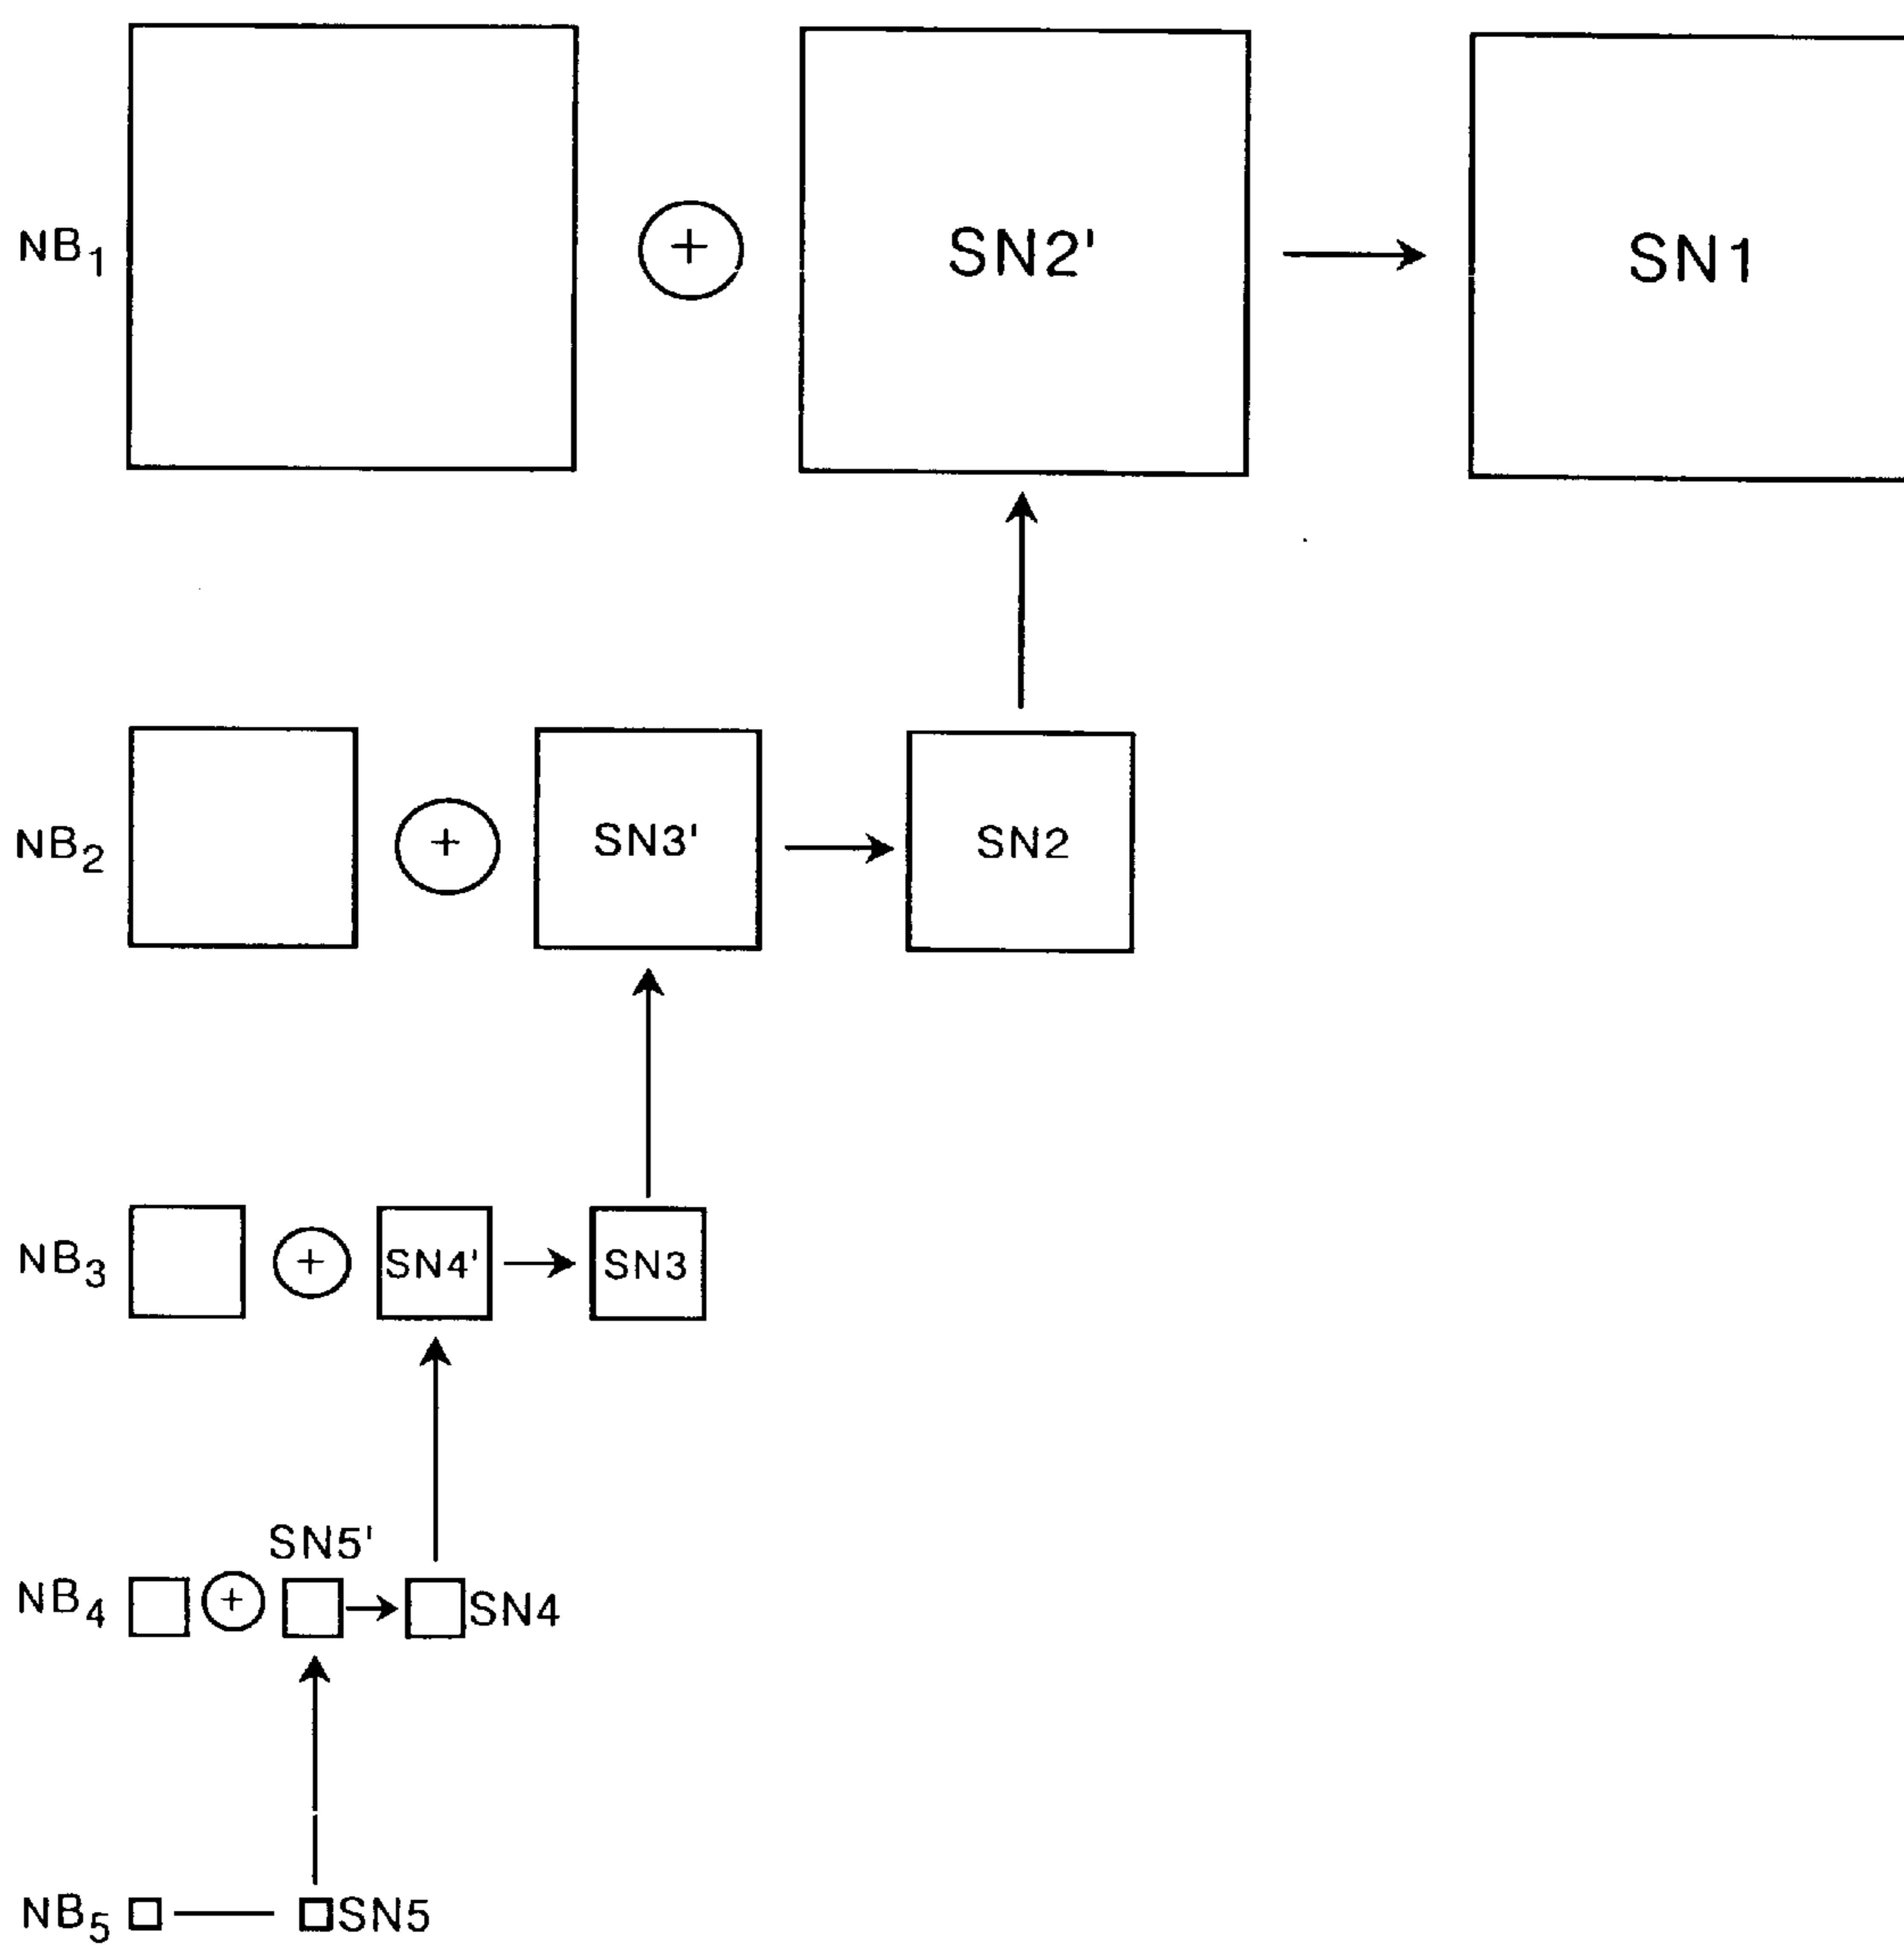 NB₁ + SN2' SN1
NB₂ + SN3' SN2
NB₃ + SN4' SN3
SN5'
NB₄ + SN4
NB₅ SN5